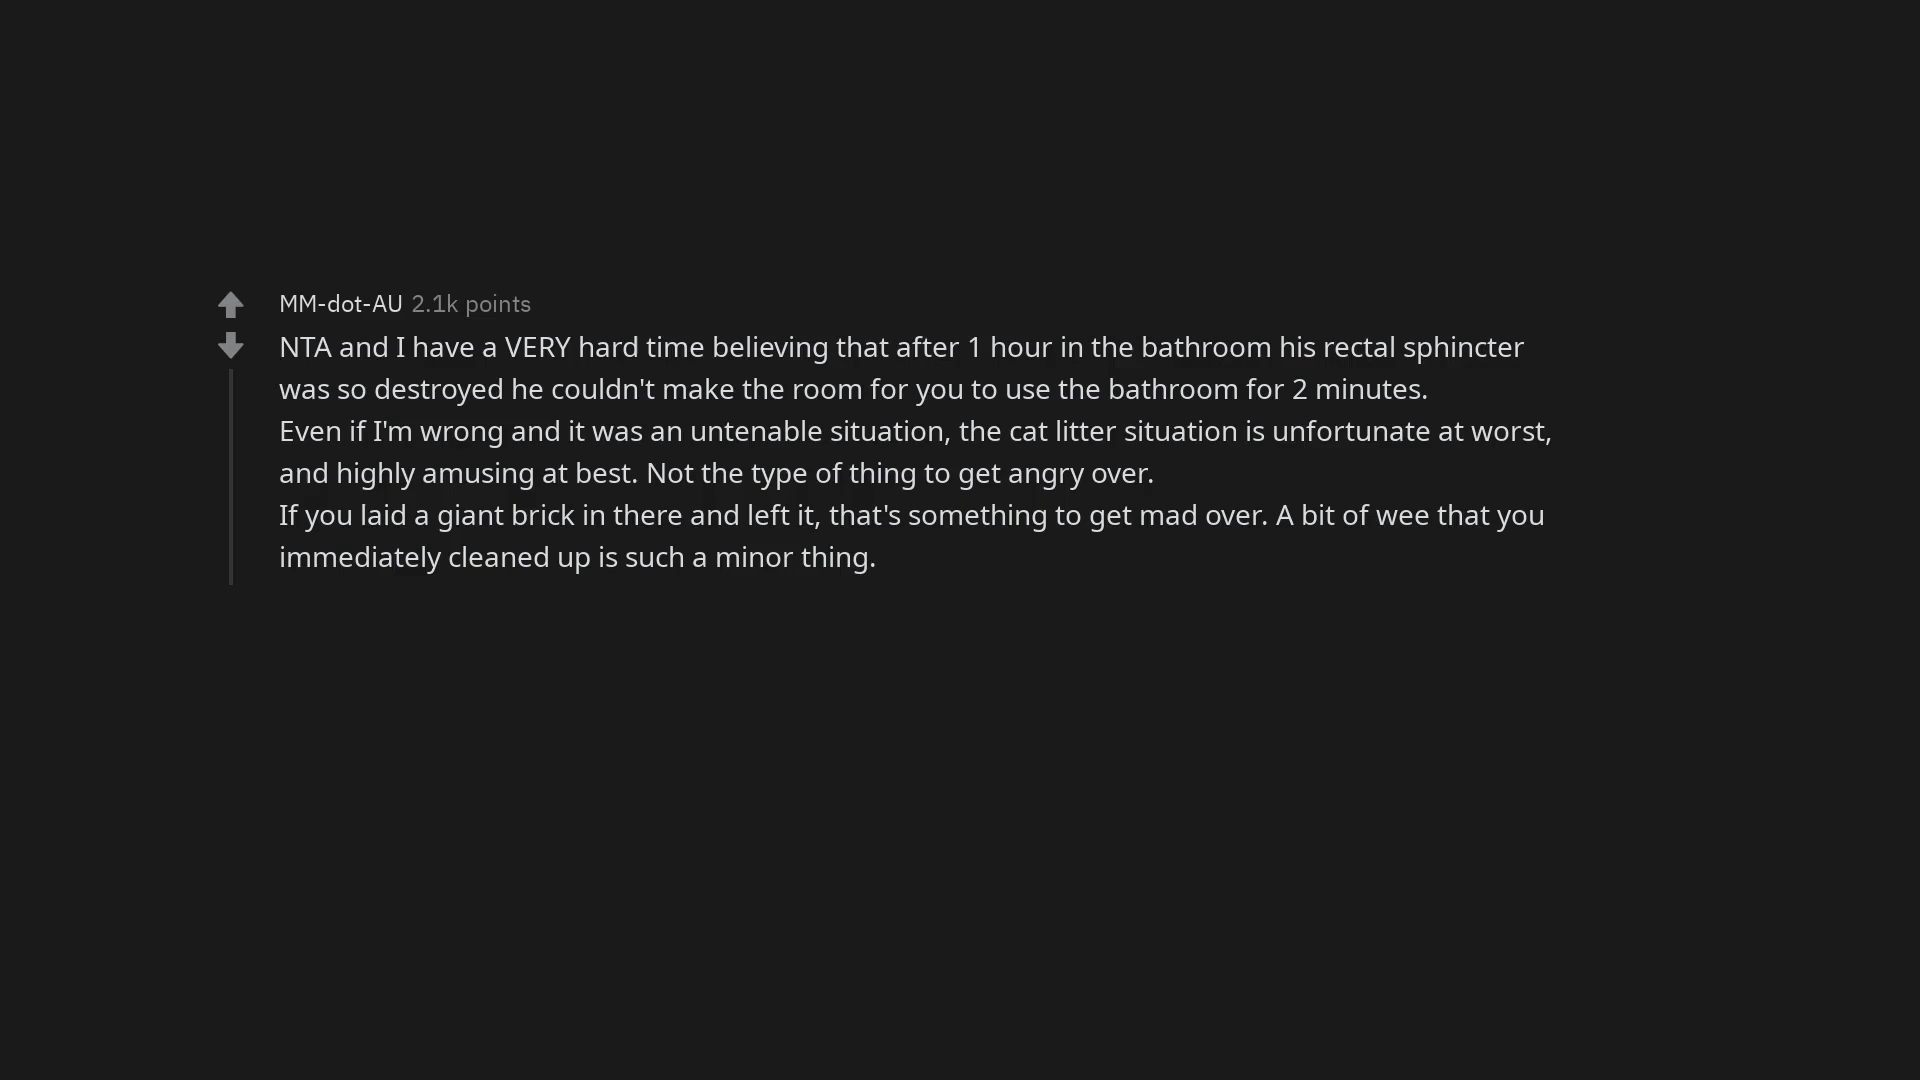 MM-dot-AU 2.1k points
NTA and I have a VERY hard time believing that after 1 hour in the bathroom his rectal sphincter
was so destroyed he couldn't make the room for you to use the bathroom for 2 minutes.
Even if I'm wrong and it was an untenable situation, the cat litter situation is unfortunate at worst,
and highly amusing at best. Not the type of thing to get angry over.
If you laid a giant brick in there and left it, that's something to get mad over. A bit of wee that you
immediately cleaned up is such a minor thing.